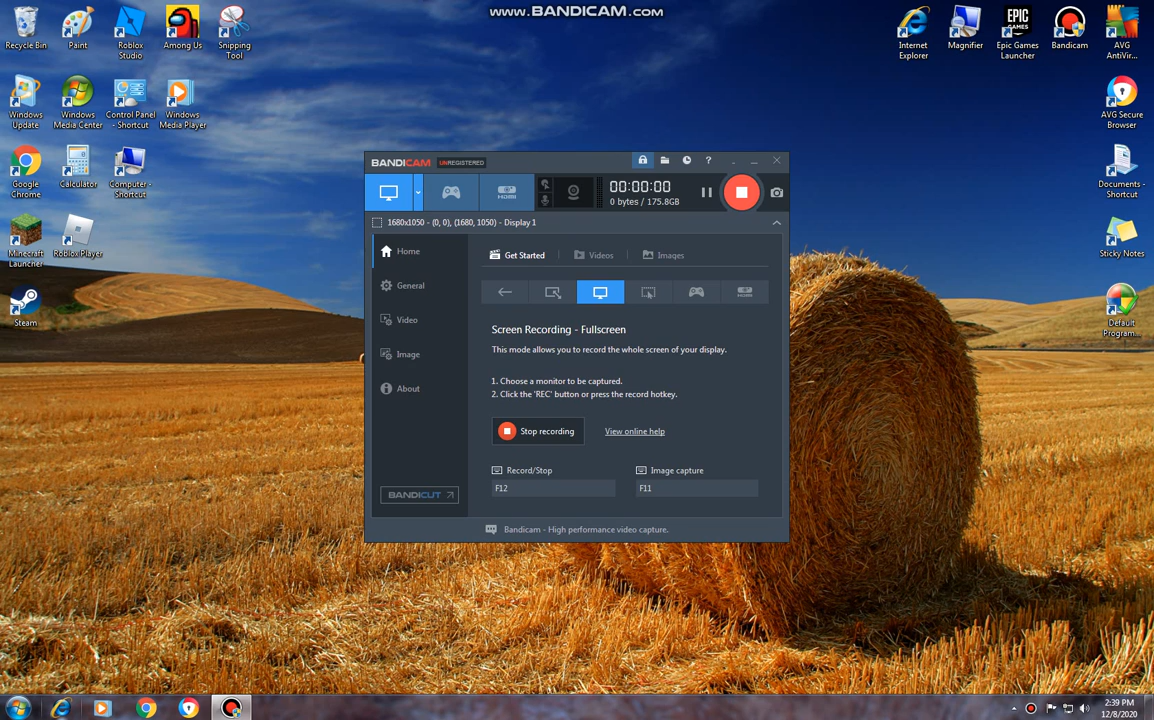 www.BANDICAM.com
Recycle Bin
Paint
Roblox
Studio
Among Us
Snipping
Tool
Internet
Explorer
Magnifier
Epic Games
Launcher
Bandicam
AVG
AntiVir...
Windows
Update
Windows
Media Center
Control Panel
- Shortcut
Windows
Media Player
AVG Secure
Browser
Google
Chrome
Calculator
Computer -
Shortcut
Documents -
Shortcut
Minecraft
Launcher
Roblox Player
Sticky Notes
Steam
Default
Program...
EPIC
GAMES
BANDICAM UNREGISTERED
?
HDMI
00:00:00
0 bytes / 175.8GB
1680x1050 - (0, 0), (1680, 1050) - Display 1
Home
General
Video
Image
About
BANDICUT
Get Started
Videos
Images
HDMI
Screen Recording - Fullscreen
This mode allows you to record the whole screen of your display.
1. Choose a monitor to be captured.
2. Click the 'REC' button or press the record hotkey.
Stop recording
View online help
Record/Stop
Image capture
F12
F11
Bandicam - High performance video capture.
2:39 PM
12/8/2020